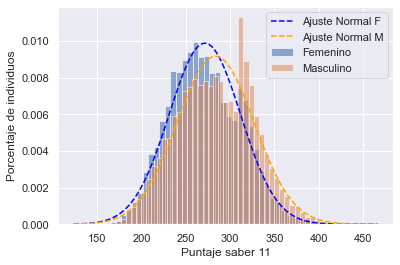 Ajuste Normal F
Ajuste Normal M
Femenino
Masculino
Porcentaje de individuos
0.010
0.008
0.006
0.004
0.002
0.000
150 200 250 300 350 400 450
Puntaje saber 11